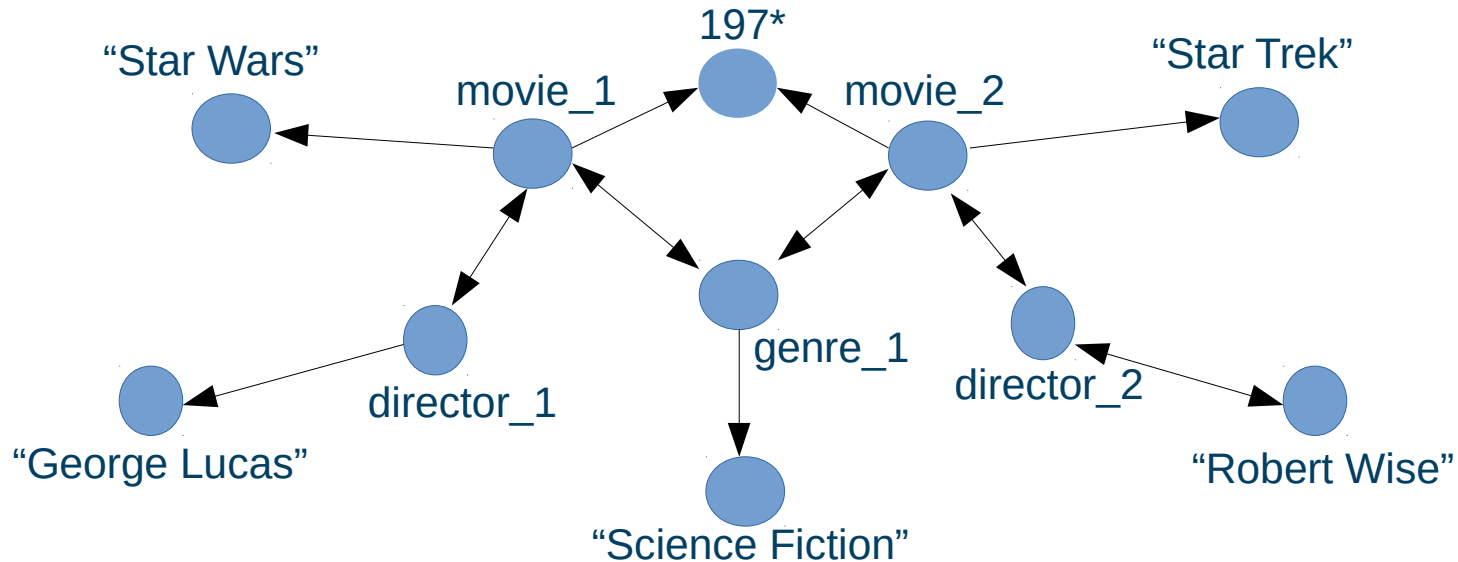 197*
“Star Wars”
“Star Trek”
movie_1
movie_2
genre_1
director_1
director_2
“George Lucas”
“Robert Wise”
“Science Fiction”